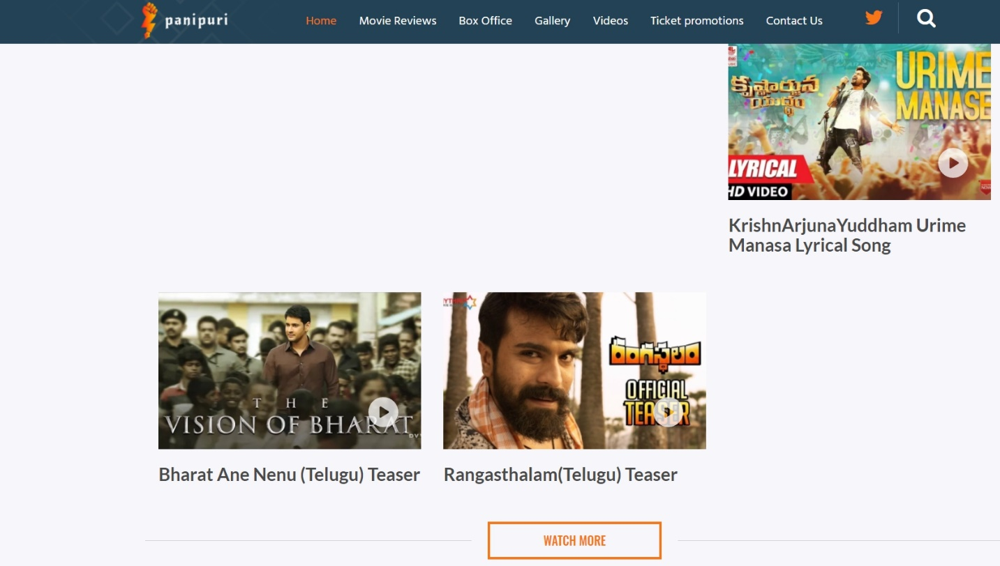 panipuri
Home Movie Reviews Box Office Gallery Videos Ticket promotions Contact Us
కృష్ణార్జున
యుద్ధం
URIME
MANASE
LYRICAL
HD VIDEO
KrishnArjunaYuddham Urime
Manasa Lyrical Song
THE
VISION OF BHARAT
రంగస్థలం
OFFICIAL
TEASER
Bharat Ane Nenu (Telugu) Teaser
Rangasthalam(Telugu) Teaser
WATCH MORE